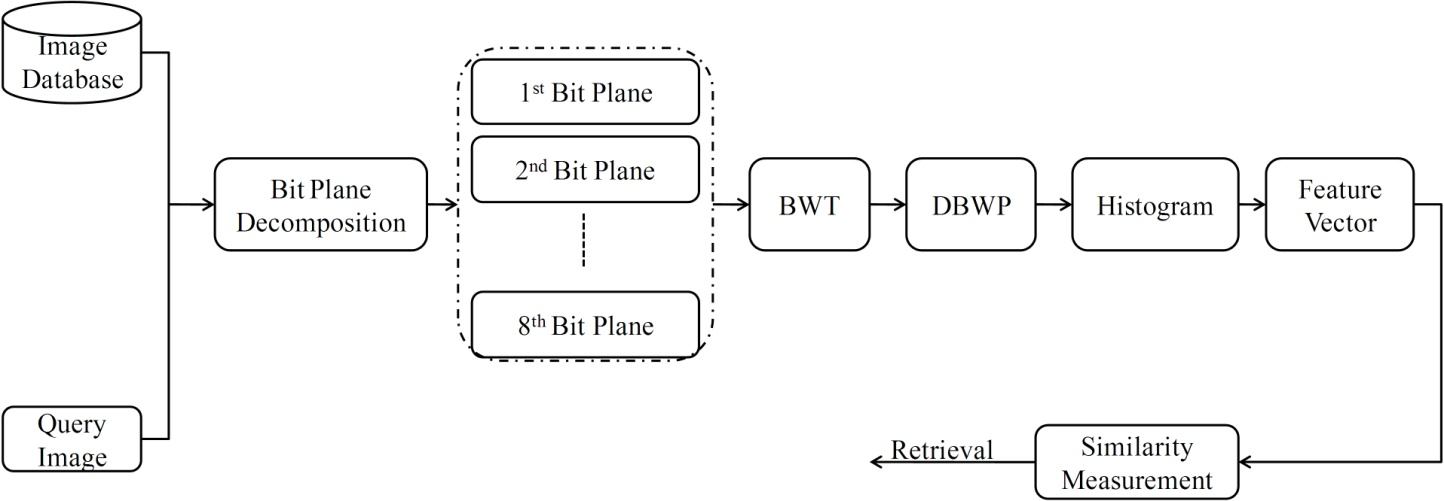 Image
Database
Query
Image
Bit Plane
Decomposition
1st Bit Plane
2nd Bit Plane
8th Bit Plane
BWT
DBWP
Histogram
Feature
Vector
Similarity
Measurement
Retrieval